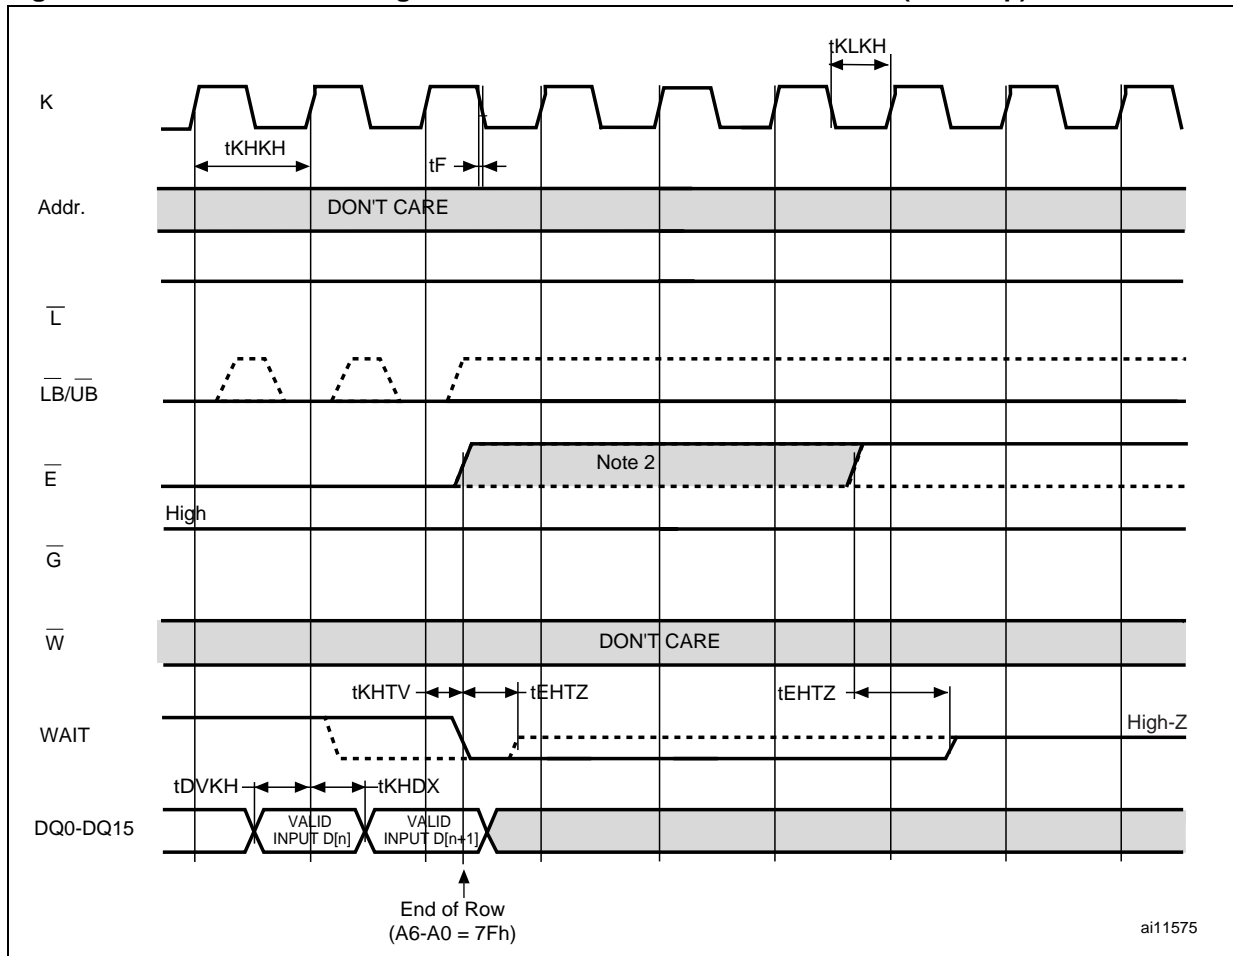 tKLKH
K
tKHKH
tF
Addr.
DON'T CARE
L
LB/UB
Note 2
E
High
G
W
DON'T CARE
tKHTV
tEHTZ
tEHTZ
High-Z
WAIT
tDVKH
tKHDX
DQ0-DQ15
VALID
INPUT D[n]
VALID
INPUT D[n+1]
End of Row
(A6-A0 = 7Fh)
ai11575